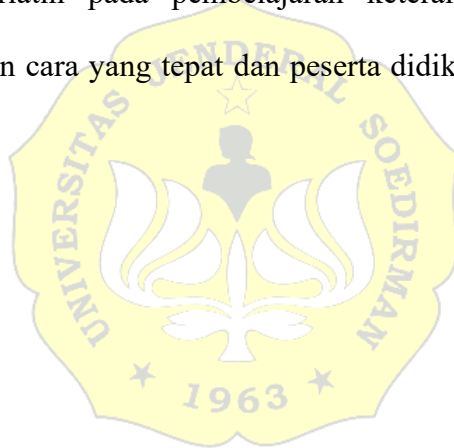 pada pembelajaran
n cara yang tepat dan peserta didik
UNIVERSITAS JENDERAL SOEDIRMAN
1963